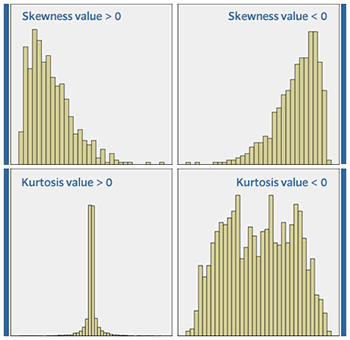 Skewness value > 0
Skewness value < 0
Kurtosis value > 0
Kurtosis value < 0